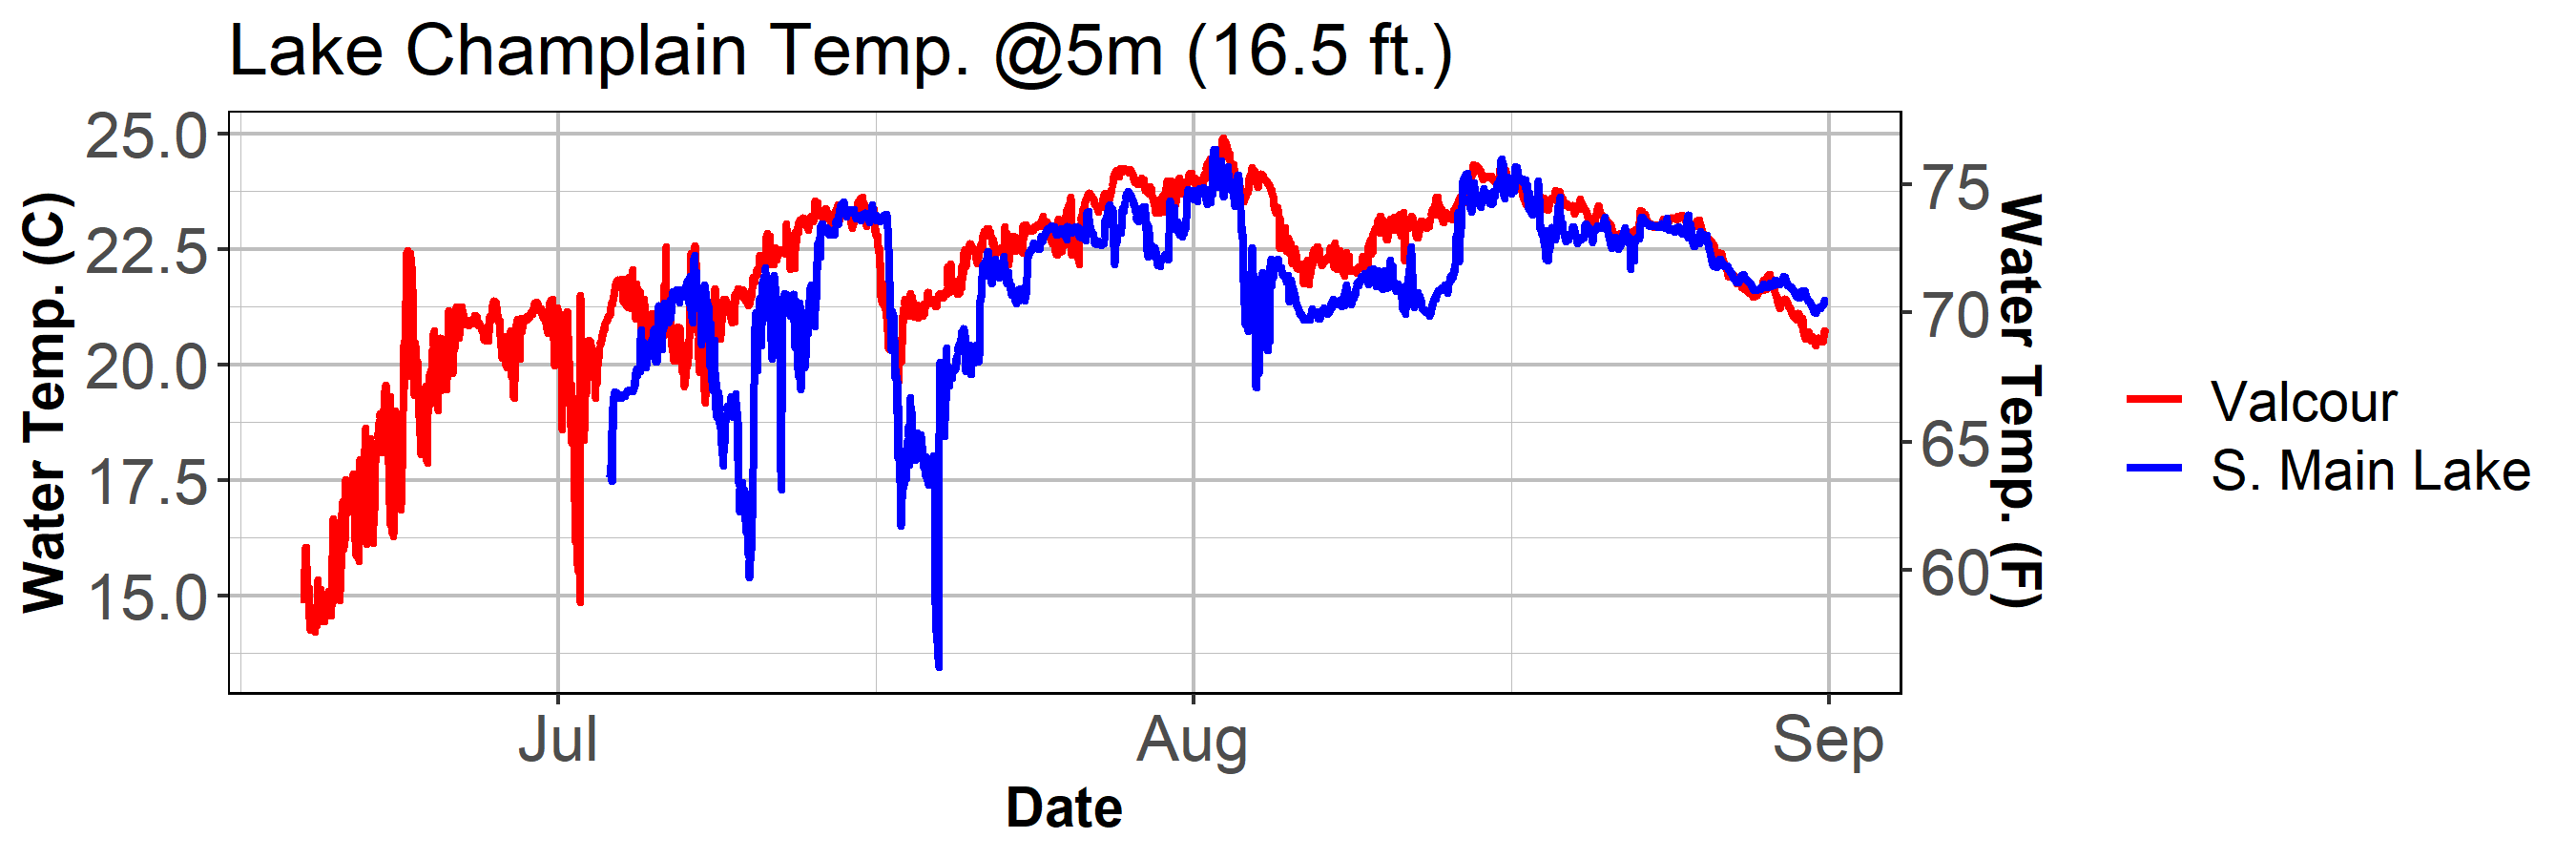 Lake Champlain Temp. @5m (16.5 ft.)
Water Temp. (C)
25.0
22.5
20.0
17.5
15.0
75
70
65
60
Water Temp. (F)
Jul
Aug
Sep
Date
Valcour
S. Main Lake